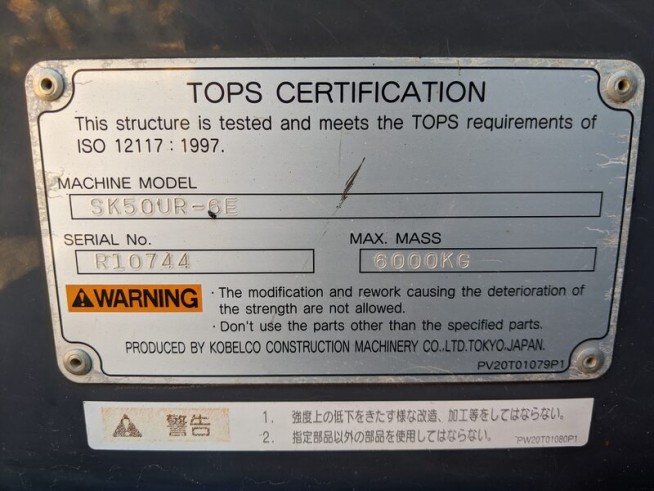 TOPS CERTIFICATION
This structure is tested and meets the TOPS requirements of
ISO 12117 : 1997.
MACHINE MODEL
SK50UR-6E
SERIAL No. MAX. MASS
R10744 6000KG
WARNING
・The modification and rework causing the deterioration of
the strength are not allowed.
・Don't use the parts other than the specified parts.
PRODUCED BY KOBELCO CONSTRUCTION MACHINERY CO.,LTD.TOKYO.JAPAN.
PV20T01079P1
警告
1. 強度上の低下をきたす様な改造、加工等をしてはならない。
2. 指定部品以外の部品を使用してはならない。
PW20T01080P1